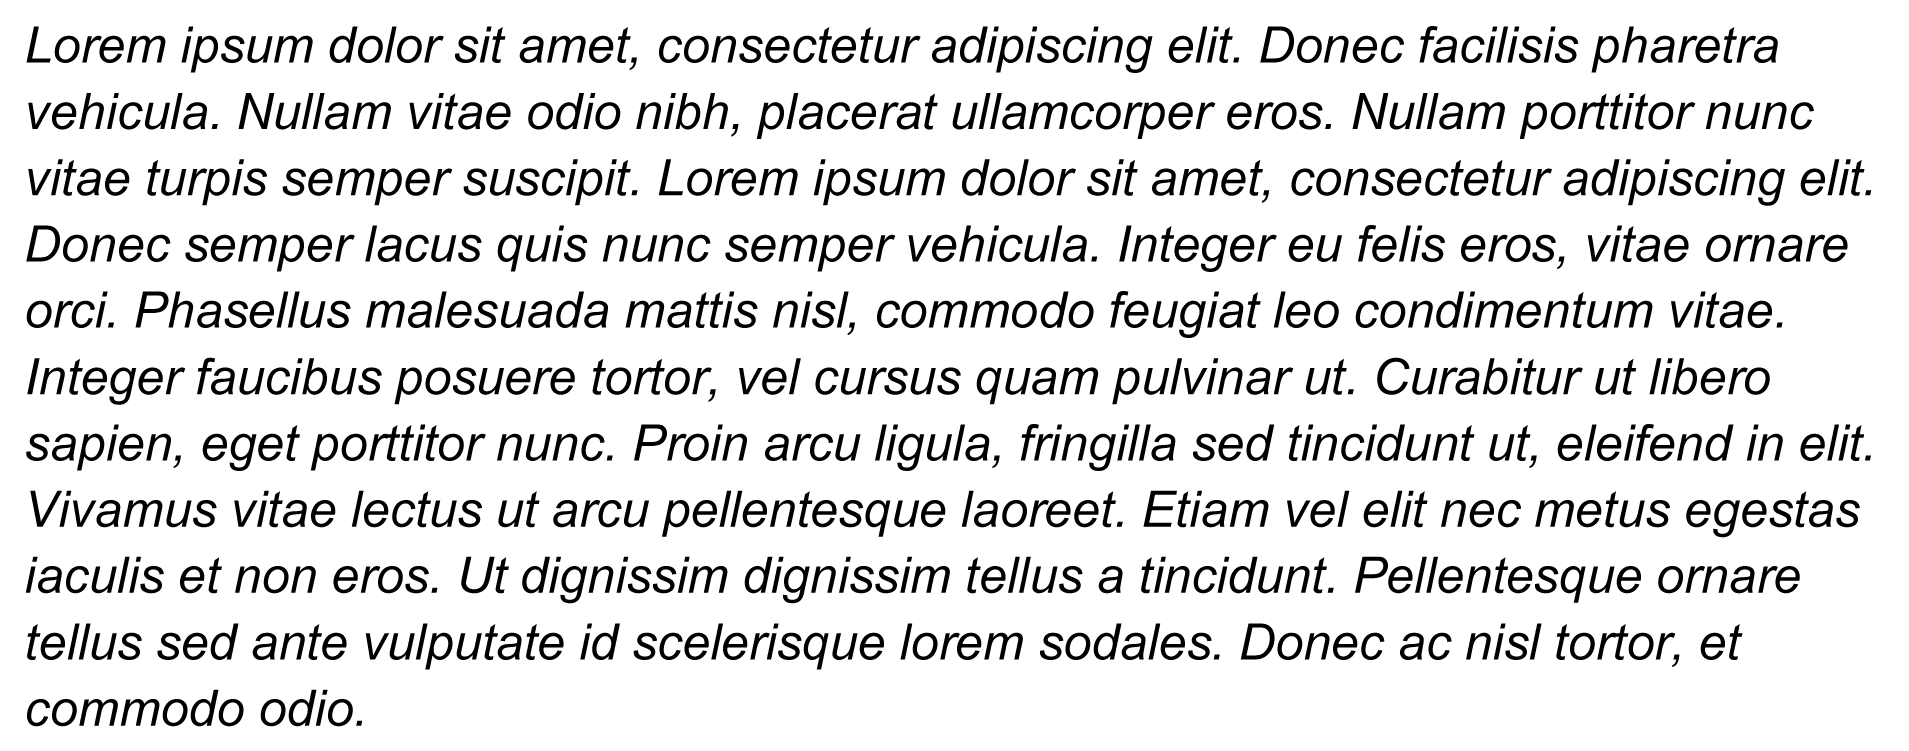 Lorem ipsum dolor sit amet, consectetur adipiscing elit. Donec facilisis pharetra
vehicula. Nullam vitae odio nibh, placerat ullamcorper eros. Nullam porttitor nunc
vitae turpis semper suscipit. Lorem ipsum dolor sit amet, consectetur adipiscing elit.
Donec semper lacus quis nunc semper vehicula. Integer eu felis eros, vitae ornare
orci. Phasellus malesuada mattis nisl, commodo feugiat leo condimentum vitae.
Integer faucibus posuere tortor, vel cursus quam pulvinar ut. Curabitur ut libero
sapien, eget porttitor nunc. Proin arcu ligula, fringilla sed tincidunt ut, eleifend in elit.
Vivamus vitae lectus ut arcu pellentesque laoreet. Etiam vel elit nec metus egestas
iaculis et non eros. Ut dignissim dignissim tellus a tincidunt. Pellentesque ornare
tellus sed ante vulputate id scelerisque lorem sodales. Donec ac nisl tortor, et
commodo odio.